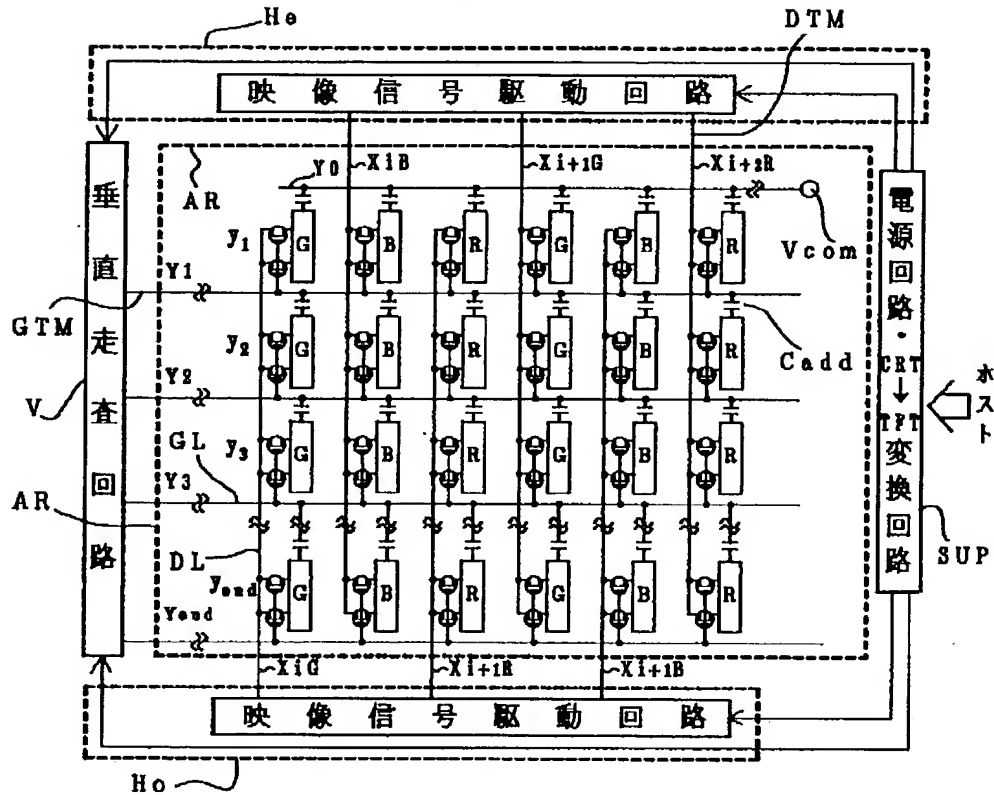 He
DTM
映像信号駆動回路
AR
Y0
XiB
Xi+1G
Xi+2R
Vcom
y1
G B R G B R
Y1
GTM
y2
G B R G B R
Cadd
Y2
V
垂直走査回路
y3
G B R G B R
GL
Y3
AR
DL
yend
G B R G B R
Yend
電源回路・CRT→TFT変換回路
ホスト
SUP
XiG
Xi+1R
Xi+1B
映像信号駆動回路
Ho